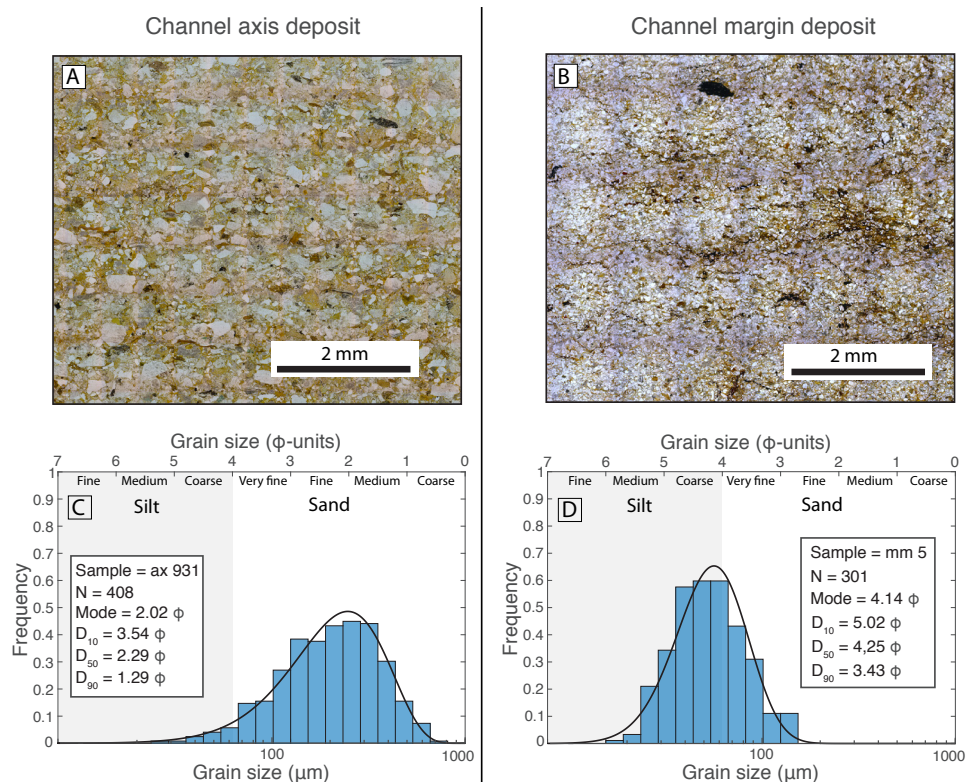 Channel axis deposit
Channel margin deposit
A
2 mm
B
2 mm
Grain size (ϕ-units)
7 6 5 4 3 2 1 0
Fine Medium Coarse Very fine Fine Medium Coarse
Silt Sand
C
Sample = ax 931
N = 408
Mode = 2.02 ϕ
D10 = 3.54 ϕ
D50 = 2.29 ϕ
D90 = 1.29 ϕ
Frequency
1
0.9
0.8
0.7
0.6
0.5
0.4
0.3
0.2
0.1
0
100 1000
Grain size (μm)
Grain size (ϕ-units)
7 6 5 4 3 2 1 0
Fine Medium Coarse Very fine Fine Medium Coarse
Silt Sand
D
Sample = mm 5
N = 301
Mode = 4.14 ϕ
D10 = 5.02 ϕ
D50 = 4,25 ϕ
D90 = 3.43 ϕ
Frequency
1
0.9
0.8
0.7
0.6
0.5
0.4
0.3
0.2
0.1
0
100 1000
Grain size (μm)